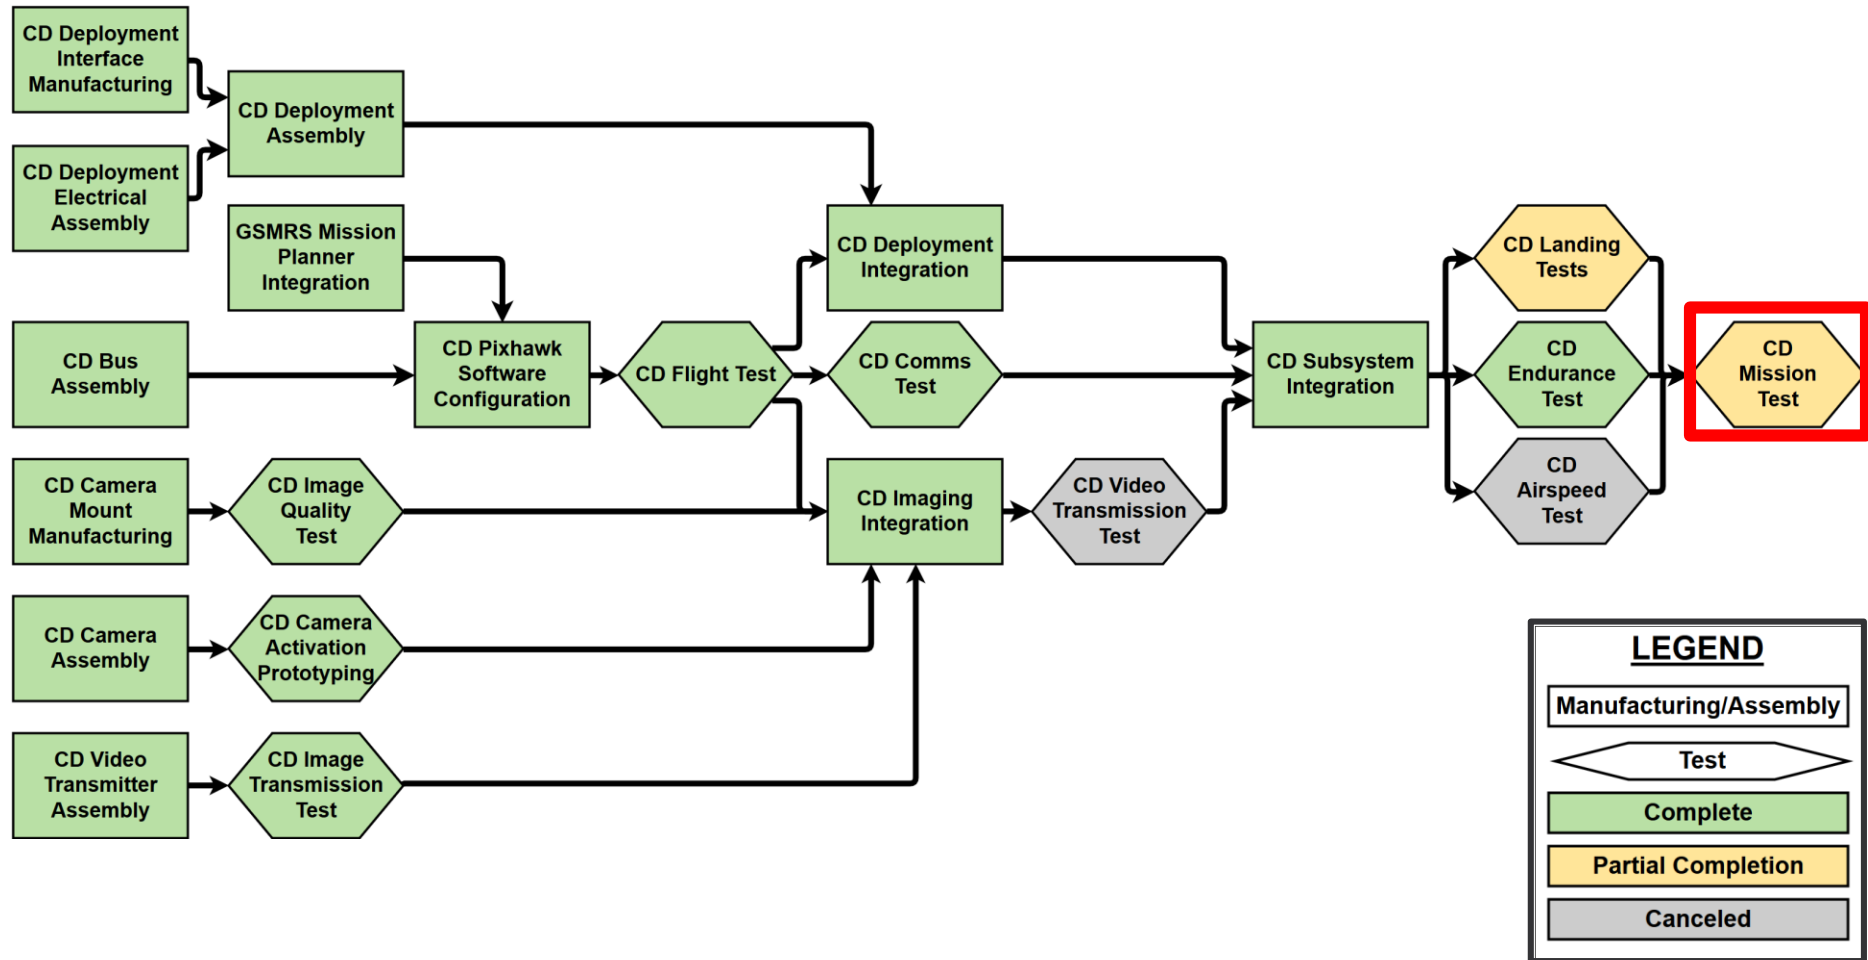 CD Deployment
Interface
Manufacturing
CD Deployment
Assembly
CD Deployment
Electrical
Assembly
GSMRS Mission
Planner
Integration
CD Deployment
Integration
CD Landing
Tests
CD Bus
Assembly
CD Pixhawk
Software
Configuration
CD Flight Test
CD Comms
Test
CD Subsystem
Integration
CD
Endurance
Test
CD
Mission
Test
CD Camera
Mount
Manufacturing
CD Image
Quality
Test
CD Imaging
Integration
CD Video
Transmission
Test
CD
Airspeed
Test
CD Camera
Assembly
CD Camera
Activation
Prototyping
CD Video
Transmitter
Assembly
CD Image
Transmission
Test
LEGEND
Manufacturing/Assembly
Test
Complete
Partial Completion
Canceled